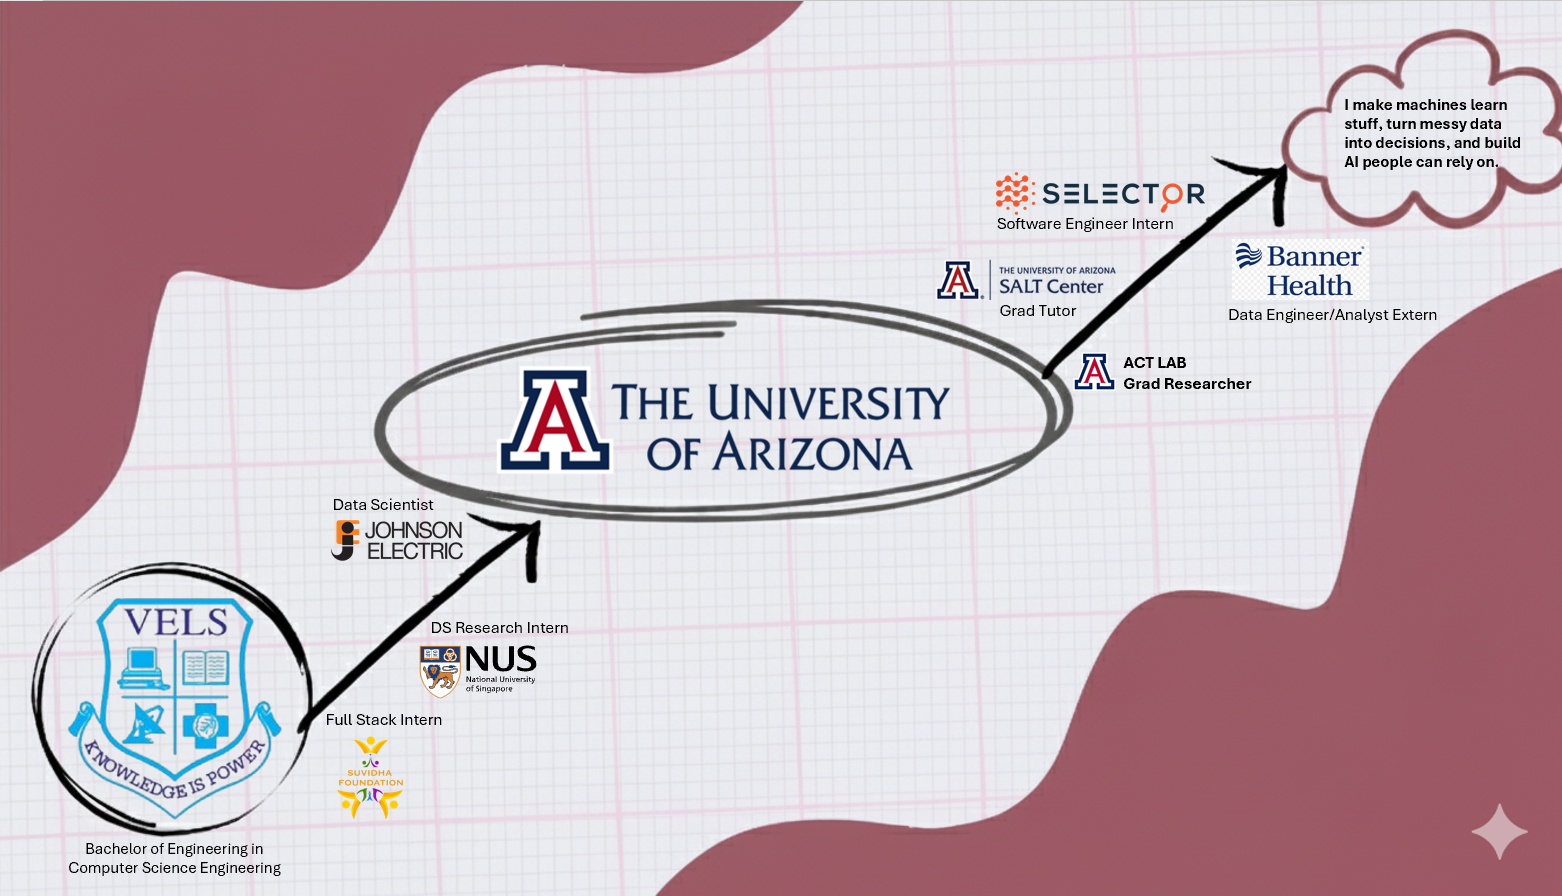 I make machines learn
stuff, turn messy data
into decisions, and build
AI people can rely on.
SELECTOR
Software Engineer Intern
Banner
Health
Data Engineer/Analyst Extern
A
THE UNIVERSITY OF ARIZONA
SALT Center
Grad Tutor
A
ACT LAB
Grad Researcher
A
THE UNIVERSITY
OF ARIZONA
Data Scientist
JOHNSON
ELECTRIC
DS Research Intern
NUS
National University
of Singapore
Full Stack Intern
SUVIDHA
FOUNDATION
VELS
KNOWLEDGE IS POWER
Bachelor of Engineering in
Computer Science Engineering